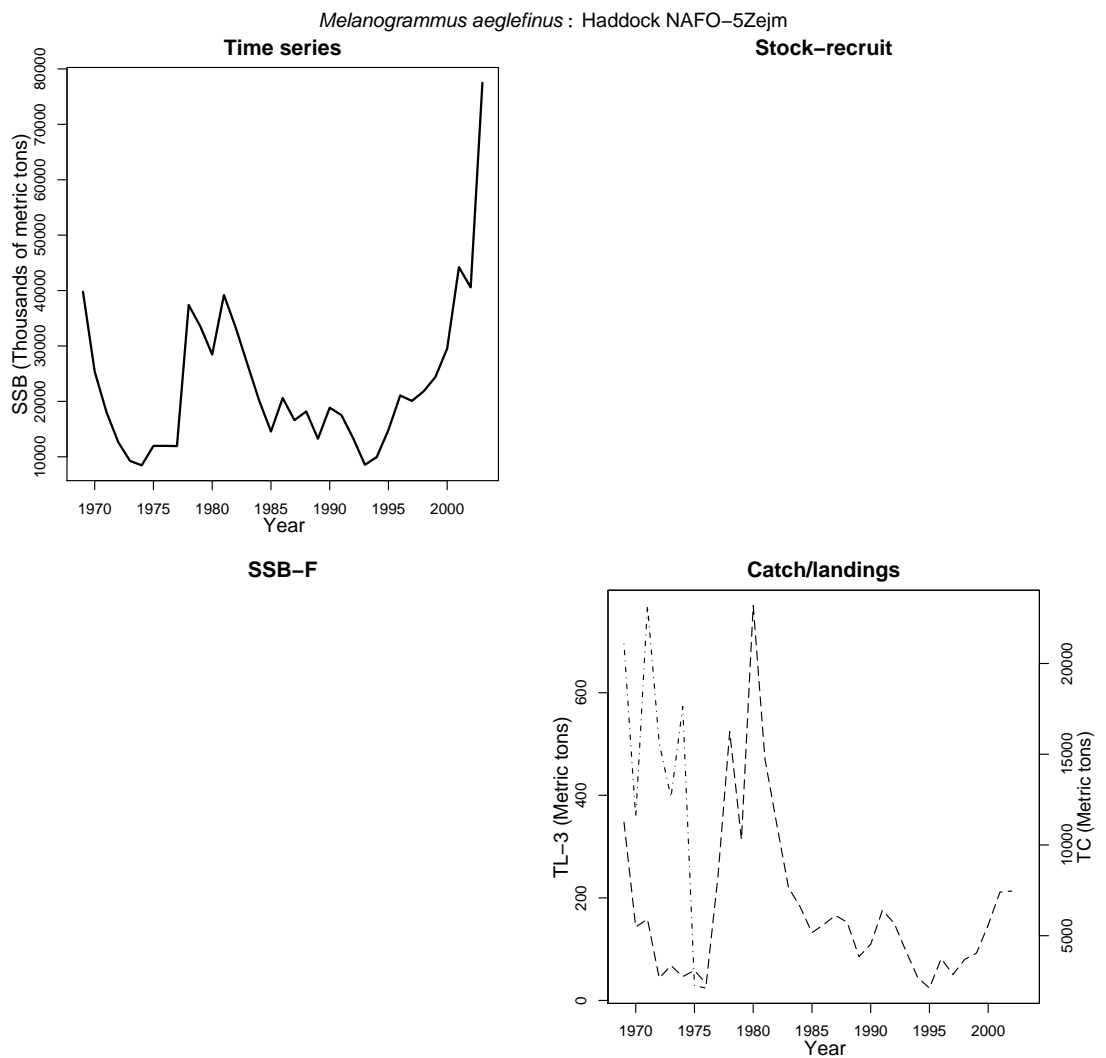 Melanogrammus aeglefinus : Haddock NAFO−5Zejm
Time series
SSB (Thousands of metric tons)
10000 20000 30000 40000 50000 60000 70000 80000
1970 1975 1980 1985 1990 1995 2000
Year
Stock−recruit
SSB−F
Catch/landings
TL−3 (Metric tons)
0 200 400 600
1970 1975 1980 1985 1990 1995 2000
Year
5000 10000 15000 20000
TC (Metric tons)